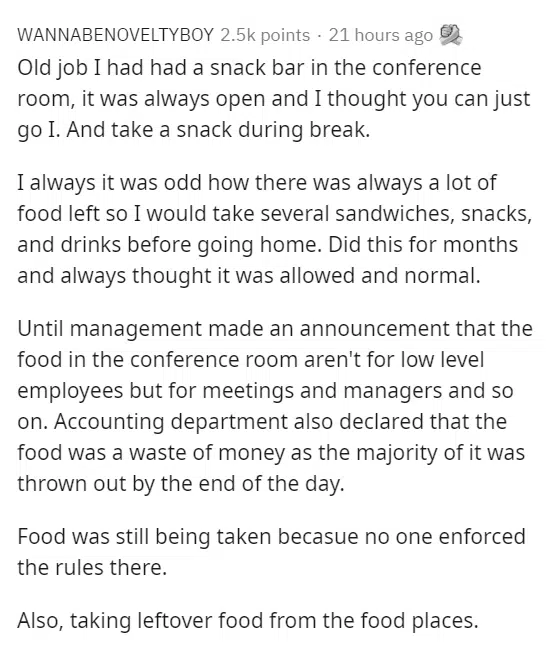 WANNABENOVELTYBOY 2.5k points · 21 hours ago
Old job I had had a snack bar in the conference
room, it was always open and I thought you can just
go I. And take a snack during break.
I always it was odd how there was always a lot of
food left so I would take several sandwiches, snacks,
and drinks before going home. Did this for months
and always thought it was allowed and normal.
Until management made an announcement that the
food in the conference room aren't for low level
employees but for meetings and managers and so
on. Accounting department also declared that the
food was a waste of money as the majority of it was
thrown out by the end of the day.
Food was still being taken becasue no one enforced
the rules there.
Also, taking leftover food from the food places.